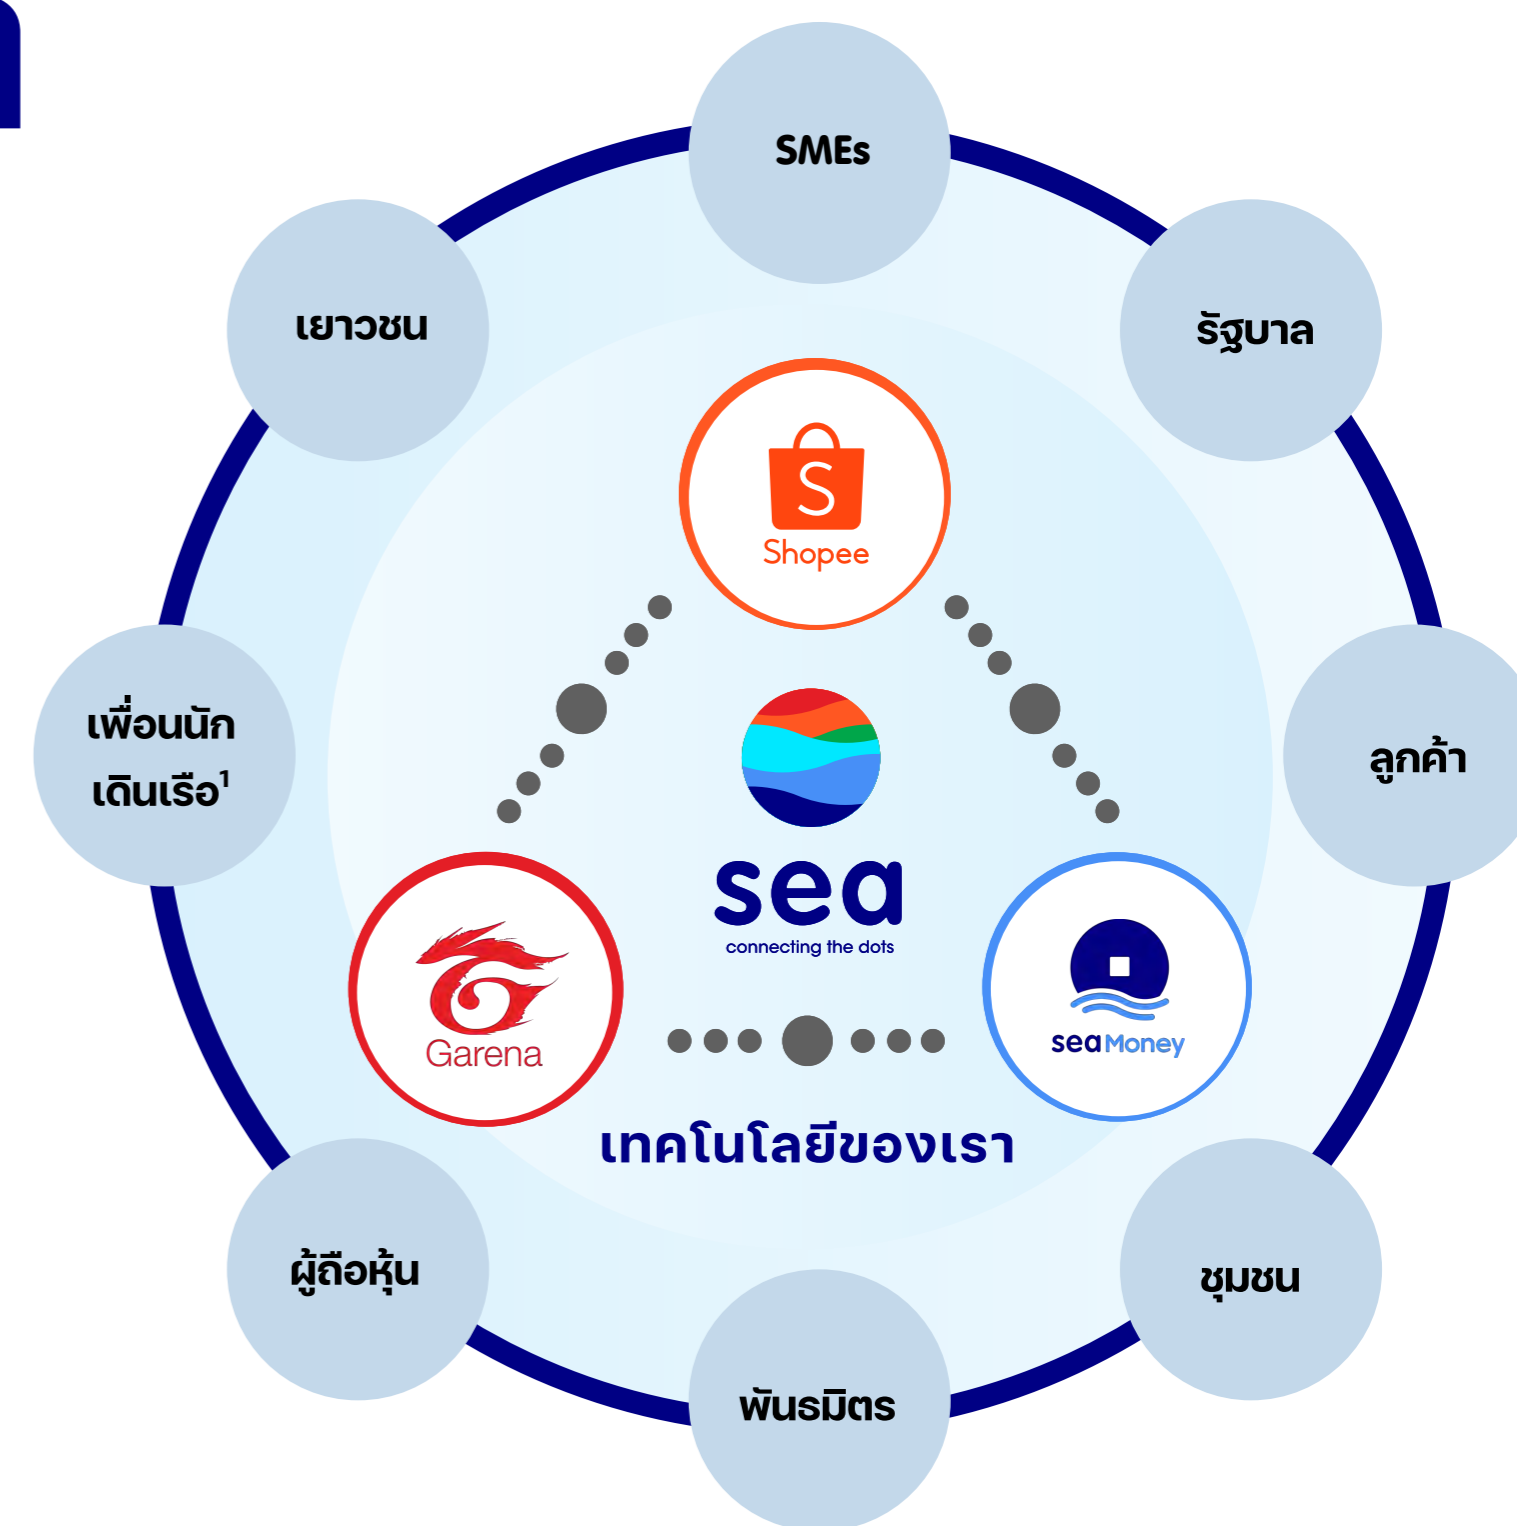 SMEs
เยาวชน
รัฐบาล
S
Shopee
เพื่อนนัก
เดินเรือ¹
ลูกค้า
sea
connecting the dots
Garena
seaMoney
เทคโนโลยีของเรา
ผู้ถือหุ้น
ชุมชน
พันธมิตร